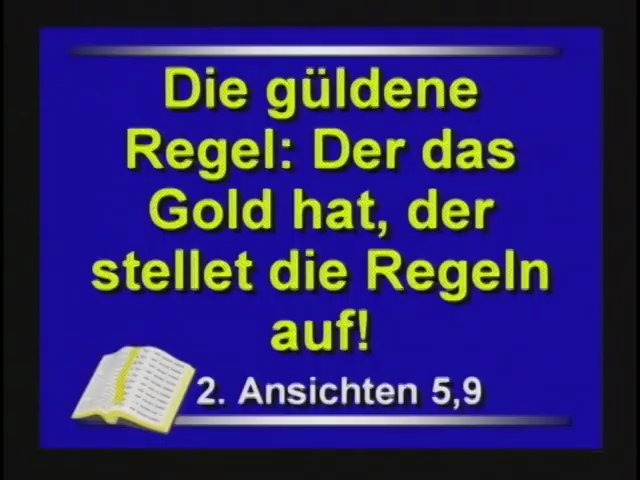 Die güldene
Regel: Der das
Gold hat, der
stellet die Regeln
auf!
2. Ansichten 5,9